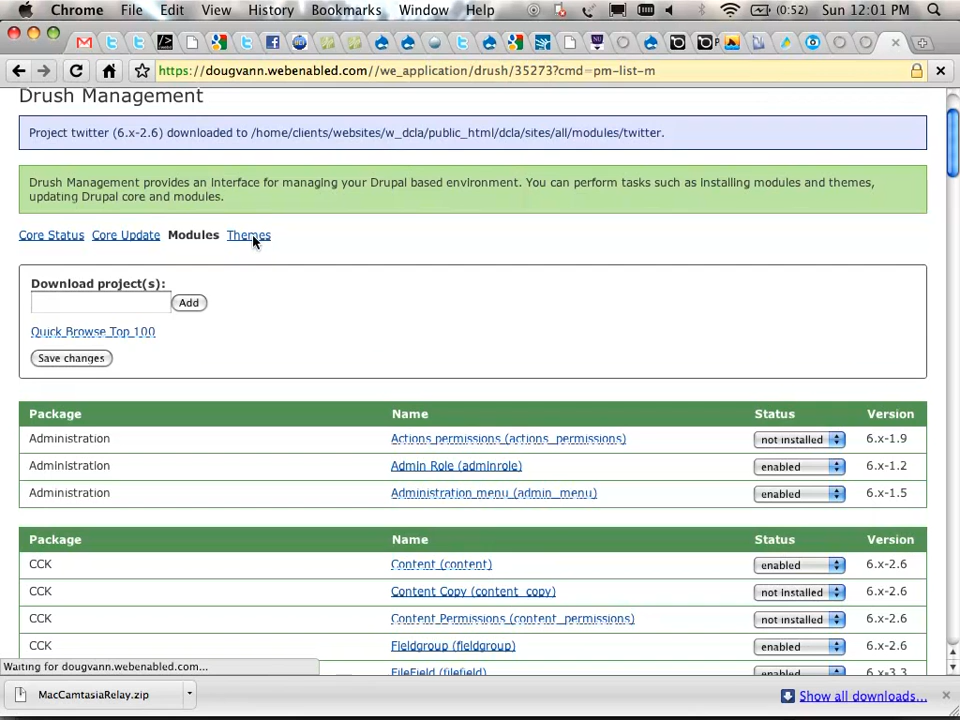 Chrome File Edit View History Bookmarks Window Help (0:52) Sun 12:01 PM
https://dougvann.webenabled.com//we_application/drush/35273?cmd=pm-list-m
Drush Management
Project twitter (6.x-2.6) downloaded to /home/clients/websites/w_dcla/public_html/dcla/sites/all/modules/twitter.
Drush Management provides an interface for managing your Drupal based environment. You can perform tasks such as installing modules and themes,
updating Drupal core and modules.
Core Status Core Update Modules Themes
Download project(s):
Add
Quick Browse Top 100
Save changes
Package Name Status Version
Administration Actions permissions (actions_permissions) not installed 6.x-1.9
Administration Admin Role (adminrole) enabled 6.x-1.2
Administration Administration menu (admin_menu) enabled 6.x-1.5
Package Name Status Version
CCK Content (content) enabled 6.x-2.6
CCK Content Copy (content_copy) not installed 6.x-2.6
CCK Content Permissions (content_permissions) not installed 6.x-2.6
CCK Fieldgroup (fieldgroup) enabled 6.x-2.6
CCK FileField (filefield) enabled 6.x-3.3
Waiting for dougvann.webenabled.com...
MacCamtasiaRelay.zip Show all downloads...